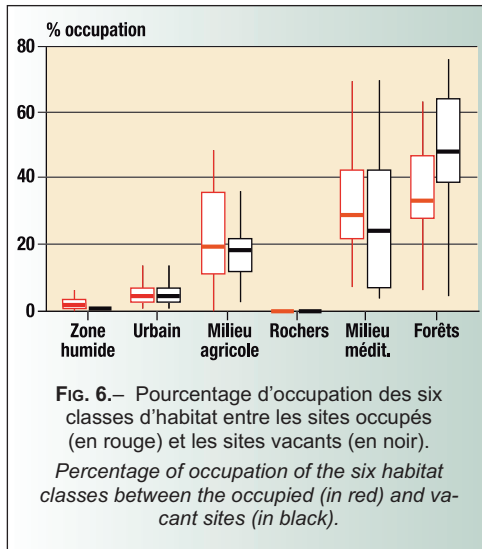 % occupation
80
60
40
20
0
Zone humide
Urbain
Milieu agricole
Rochers
Milieu médit.
Forêts
FIG. 6.– Pourcentage d'occupation des six
classes d'habitat entre les sites occupés
(en rouge) et les sites vacants (en noir).
Percentage of occupation of the six habitat
classes between the occupied (in red) and va-
cant sites (in black).